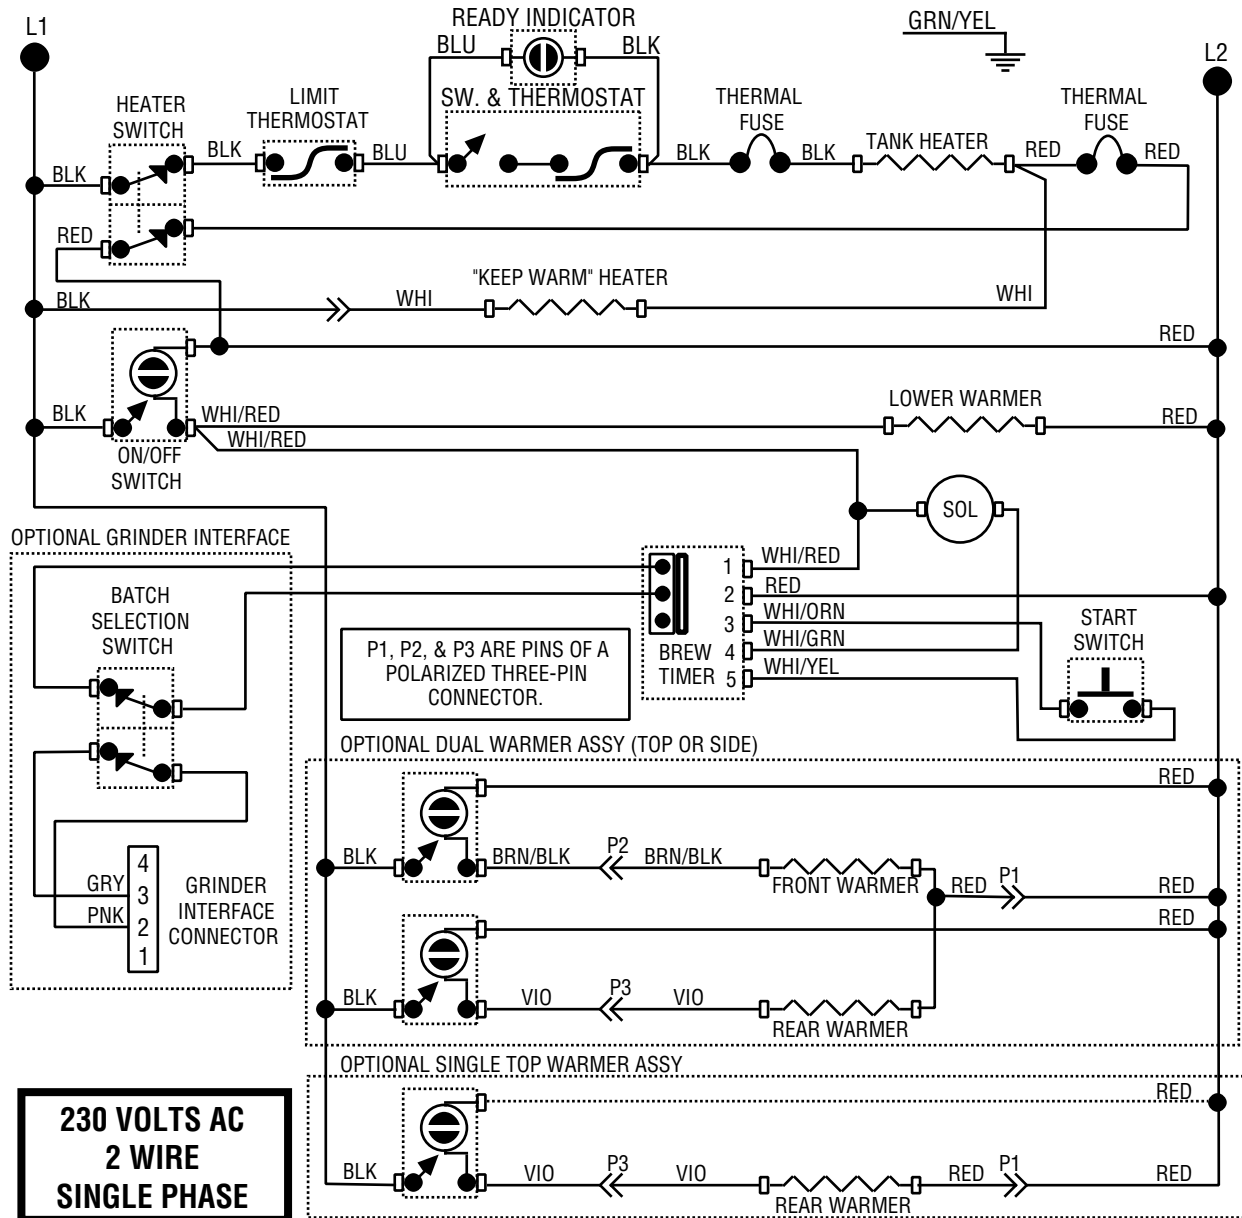 READY INDICATOR
GRN/YEL
L1
L2
BLU
BLK
HEATER
SWITCH
LIMIT
THERMOSTAT
SW. & THERMOSTAT
THERMAL
FUSE
THERMAL
FUSE
BLK
BLU
BLK
BLK
TANK HEATER
RED
RED
BLK
RED
"KEEP WARM" HEATER
BLK
WHI
WHI
RED
BLK
WHI/RED
LOWER WARMER
RED
WHI/RED
ON/OFF
SWITCH
SOL
OPTIONAL GRINDER INTERFACE
BATCH
SELECTION
SWITCH
1
WHI/RED
2
RED
3
WHI/ORN
BREW
4
WHI/GRN
TIMER
5
WHI/YEL
START
SWITCH
P1, P2, & P3 ARE PINS OF A
POLARIZED THREE-PIN
CONNECTOR.
OPTIONAL DUAL WARMER ASSY (TOP OR SIDE)
RED
BLK
BRN/BLK
P2
BRN/BLK
FRONT WARMER
RED
P1
RED
RED
GRY
PNK
4
3
2
1
GRINDER
INTERFACE
CONNECTOR
BLK
VIO
P3
VIO
REAR WARMER
OPTIONAL SINGLE TOP WARMER ASSY
RED
BLK
VIO
P3
VIO
REAR WARMER
RED
P1
RED
230 VOLTS AC
2 WIRE
SINGLE PHASE